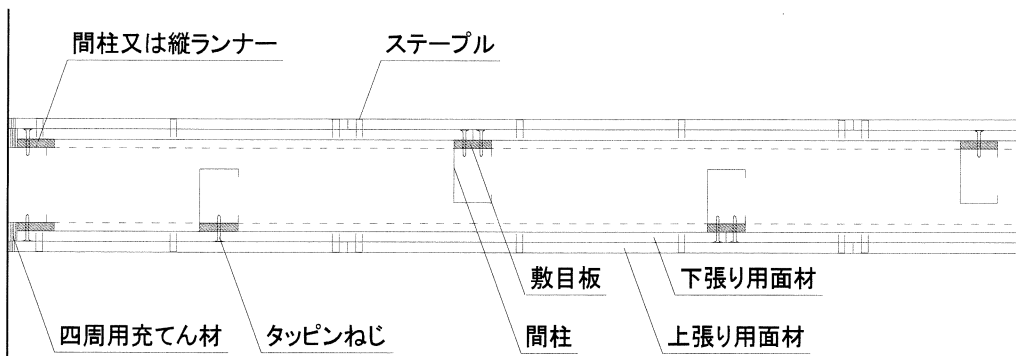 間柱又は縦ランナー
ステープル
敷目板
下張り用面材
四周用充てん材
タッピンねじ
間柱
上張り用面材